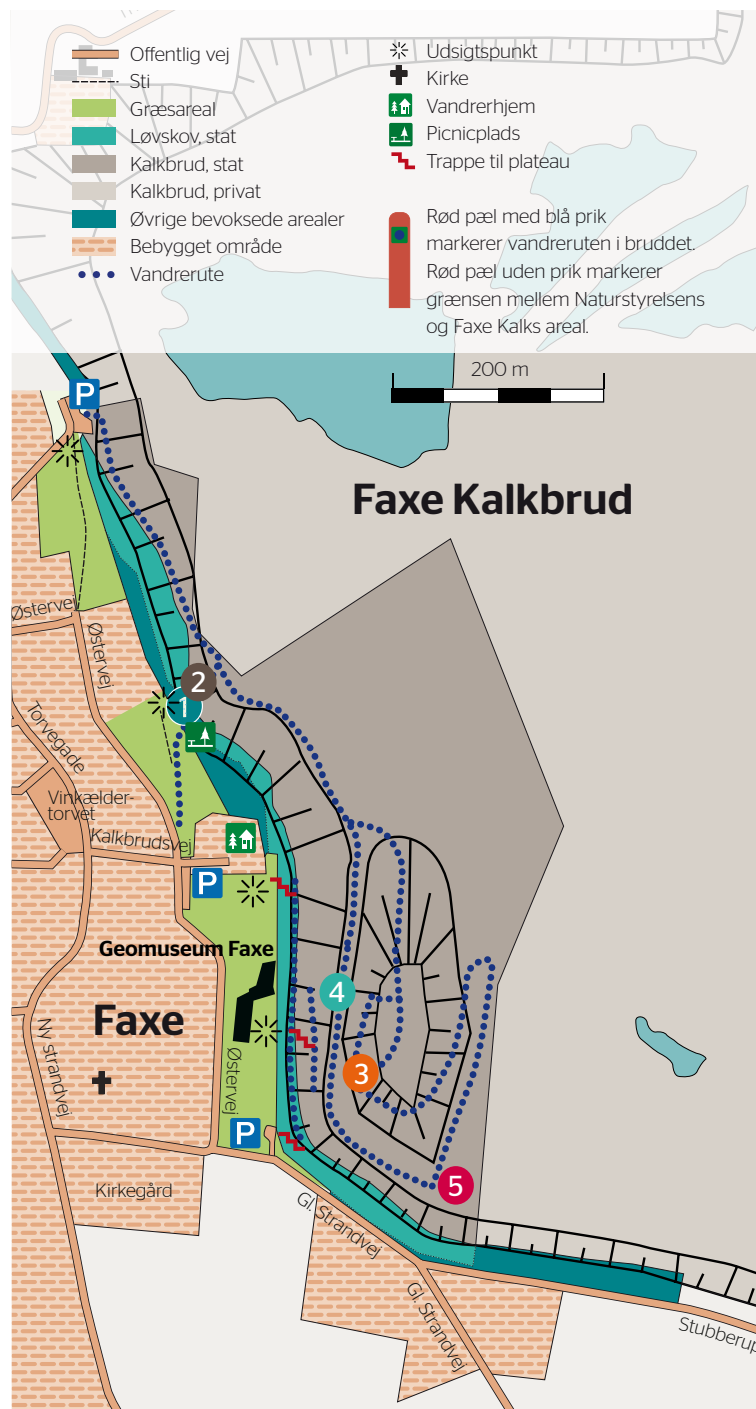 Offentlig vej
Sti
Græsareal
Løvskov, stat
Kalkbrud, stat
Kalkbrud, privat
Øvrige bevoksede arealer
Bebygget område
Vandrerute
Udsigtspunkt
Kirke
Vandrerhjem
Picnicplads
Trappe til plateau
Rød pæl med blå prik
markerer vandreruten i bruddet.
Rød pæl uden prik markerer
grænsen mellem Naturstyrelsens
og Faxe Kalks areal.
200 m
P
Faxe Kalkbrud
Østervej
Østervej
2
1
Torvegade
Vinkælder-
torvet
Kalkbrudsvej
P
Geomuseum Faxe
4
Faxe
Ny strandvej
Østervej
3
P
5
Kirkegård
Gl. Strandvej
Gl. Strandvej
Stubberup